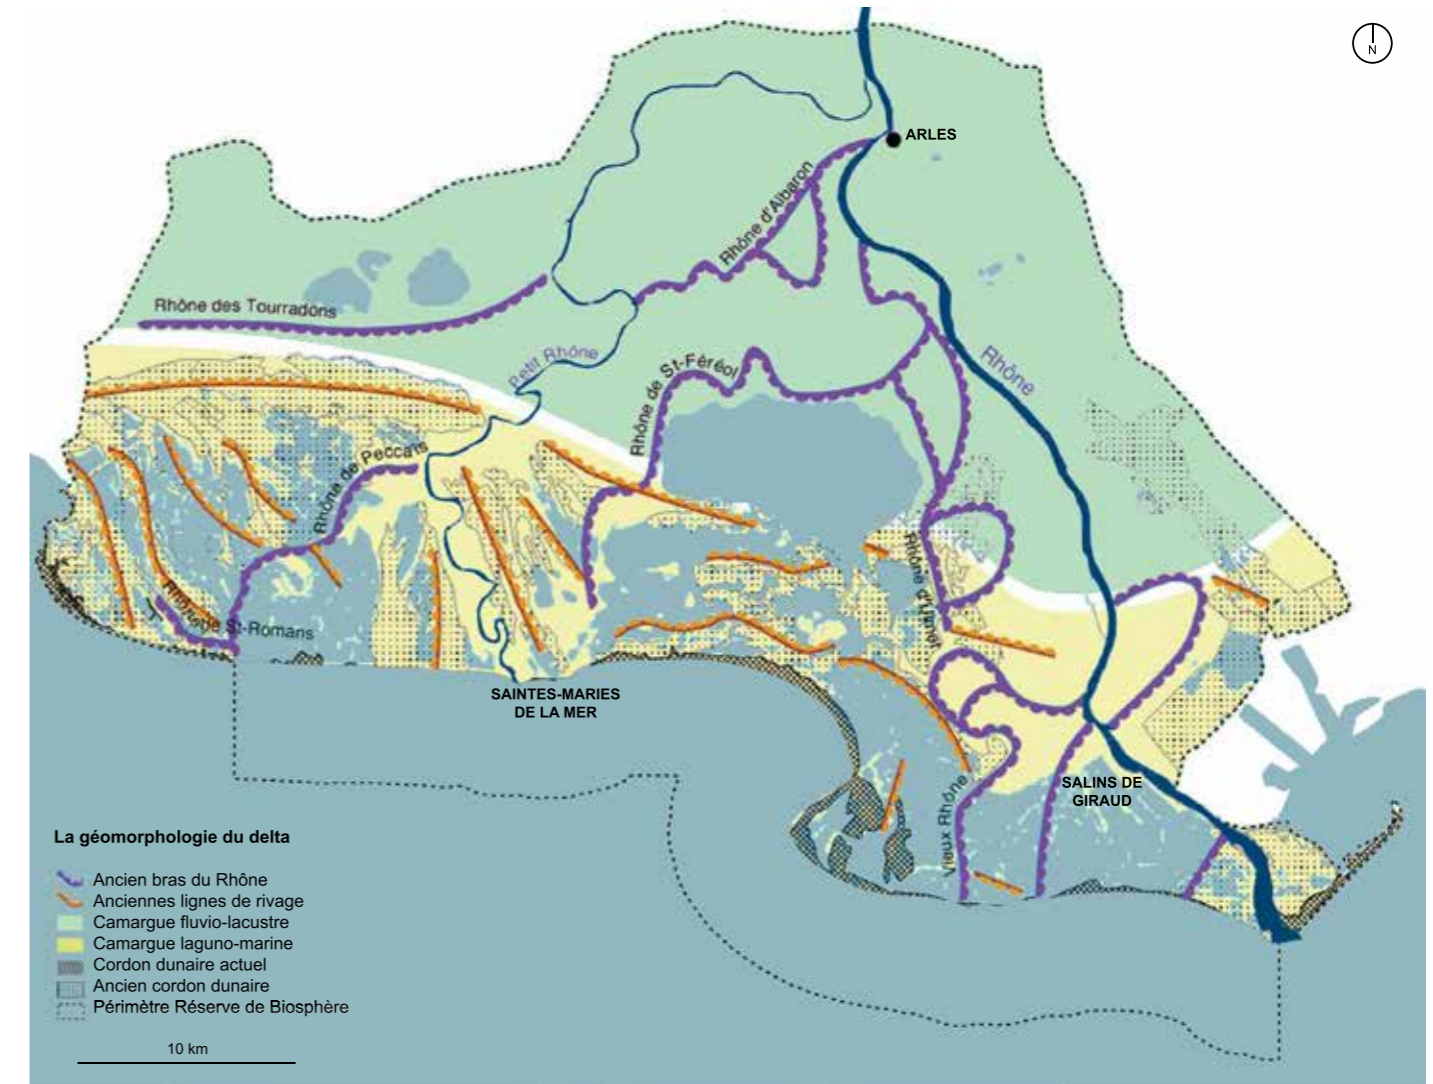 N
ARLES
Rhône d'Albaron
Rhône des Tourradons
Petit Rhône
Rhône
Rhône de St-Féréol
Rhône de Peccaïs
Rhône d'Ulmet
Rhône de St-Romans
SAINTES-MARIES
DE LA MER
SALINS DE
GIRAUD
Vieux Rhône
La géomorphologie du delta
Ancien bras du Rhône
Anciennes lignes de rivage
Camargue fluvio-lacustre
Camargue laguno-marine
Cordon dunaire actuel
Ancien cordon dunaire
Périmètre Réserve de Biosphère
10 km